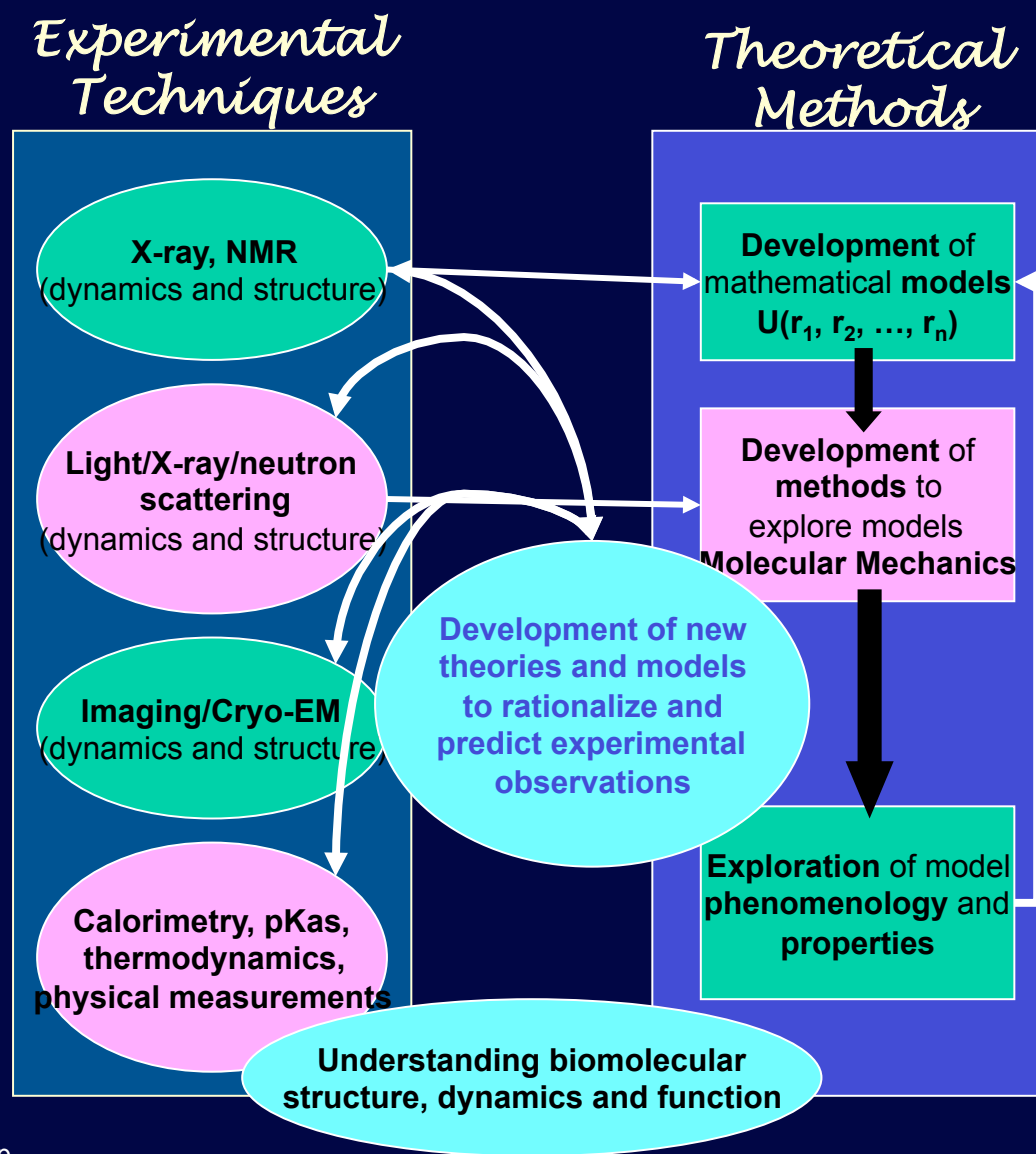 Experimental
Techniques
X-ray, NMR
(dynamics and structure)
Light/X-ray/neutron
scattering
(dynamics and structure)
Imaging/Cryo-EM
(dynamics and structure)
Calorimetry, pKas,
thermodynamics,
physical measurements
Theoretical
Methods
Development of
mathematical models
U(r₁, r₂, …, rₙ)
Development of
methods to
explore models
Molecular Mechanics
Exploration of model
phenomenology and
properties
Development of new
theories and models
to rationalize and
predict experimental
observations
Understanding biomolecular
structure, dynamics and function